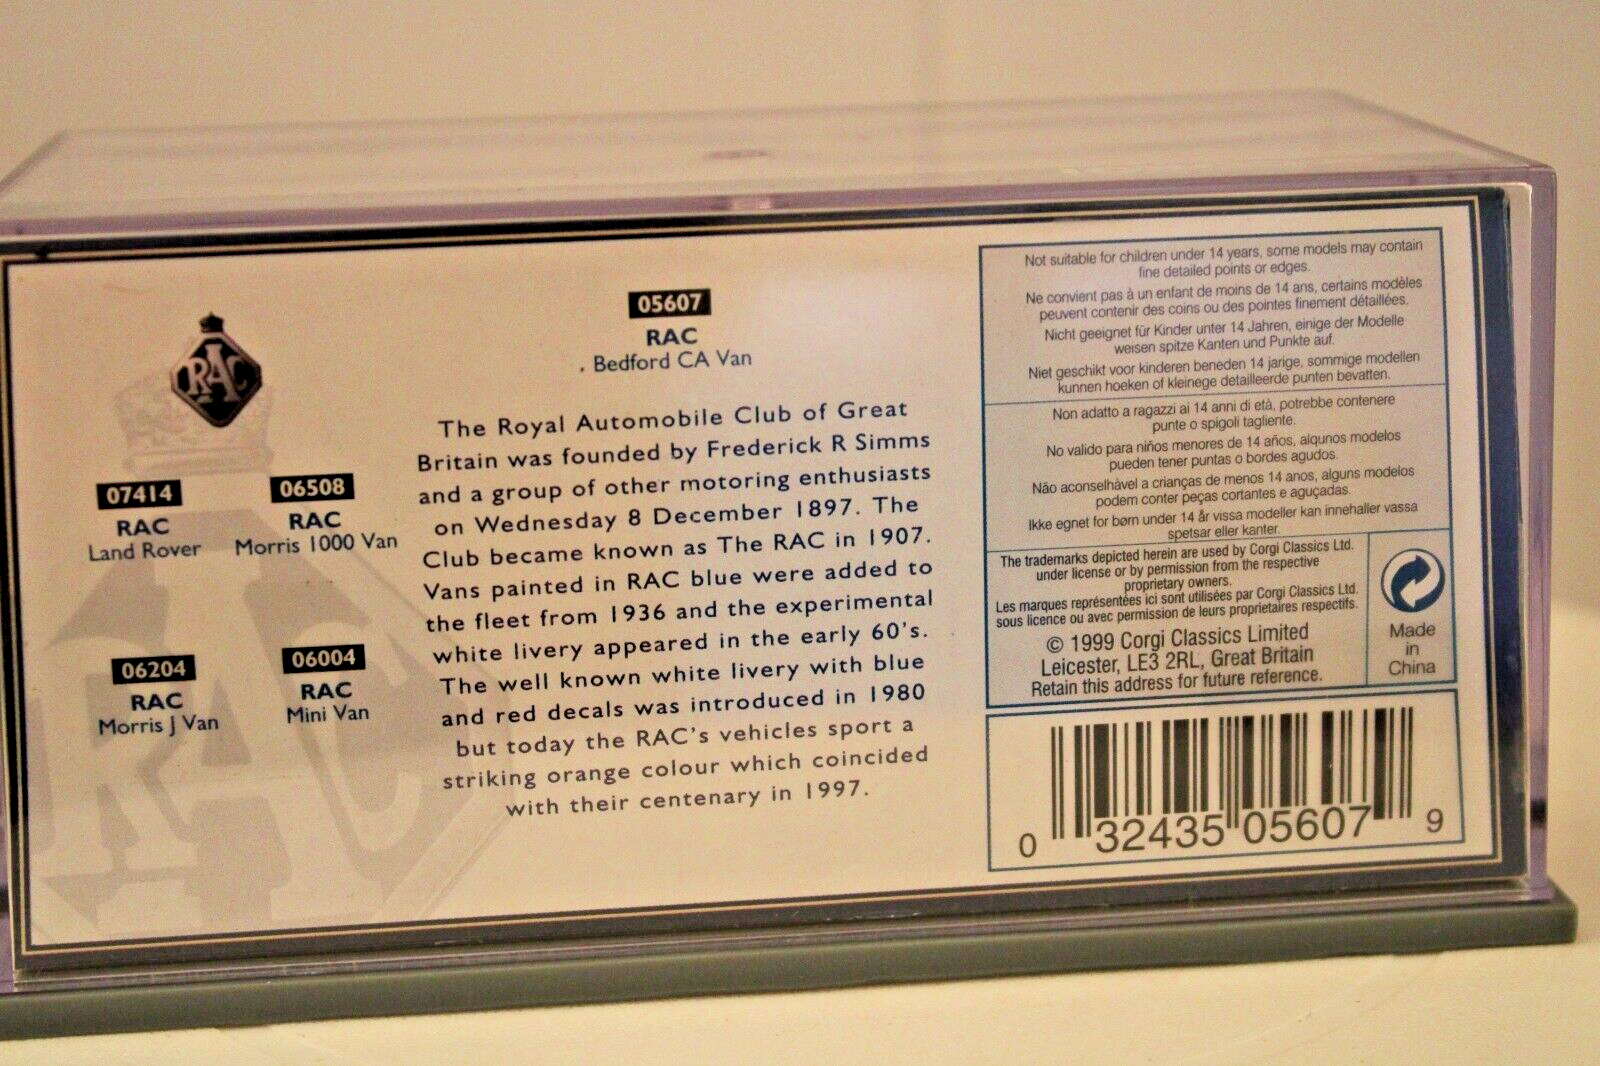 RAC
07414
RAC
Land Rover
06508
RAC
Morris 1000 Van
06204
RAC
Morris J Van
06004
RAC
Mini Van
05607
RAC
Bedford CA Van
The Royal Automobile Club of Great
Britain was founded by Frederick R Simms
and a group of other motoring enthusiasts
on Wednesday 8 December 1897. The
Club became known as The RAC in 1907.
Vans painted in RAC blue were added to
the fleet from 1936 and the experimental
white livery appeared in the early 60's.
The well known white livery with blue
and red decals was introduced in 1980
but today the RAC's vehicles sport a
striking orange colour which coincided
with their centenary in 1997.
Not suitable for children under 14 years, some models may contain
fine detailed points or edges.
Ne convient pas à un enfant de moins de 14 ans, certains modèles
peuvent contenir des coins ou des pointes finement détaillées.
Nicht geeignet für Kinder unter 14 Jahren, einige der Modelle
weisen spitze Kanten und Punkte auf.
Niet geschikt voor kinderen beneden 14 jarige, sommige modellen
kunnen hoeken of kleinege detailleerde punten bevatten.
Non adatto a ragazzi ai 14 anni di età, potrebbe contenere
punte o spigoli tagliente.
No valido para niños menores de 14 años, alqunos modelos
pueden tener puntas o bordes agudos.
Não aconselhàvel a crianças de menos 14 anos, alguns modelos
podem conter peças cortantes e aguçadas.
Ikke egnet for børn under 14 år vissa modeller kan innehaller vassa
spetsar eller kanter.
The trademarks depicted herein are used by Corgi Classics Ltd.
under license or by permission from the respective
proprietary owners.
Les marques représentées ici sont utilisées par Corgi Classics Ltd.
sous licence ou avec permission de leurs proprietaires respectifs.
© 1999 Corgi Classics Limited
Leicester, LE3 2RL, Great Britain
Retain this address for future reference.
Made
in
China
0 32435 05607 9